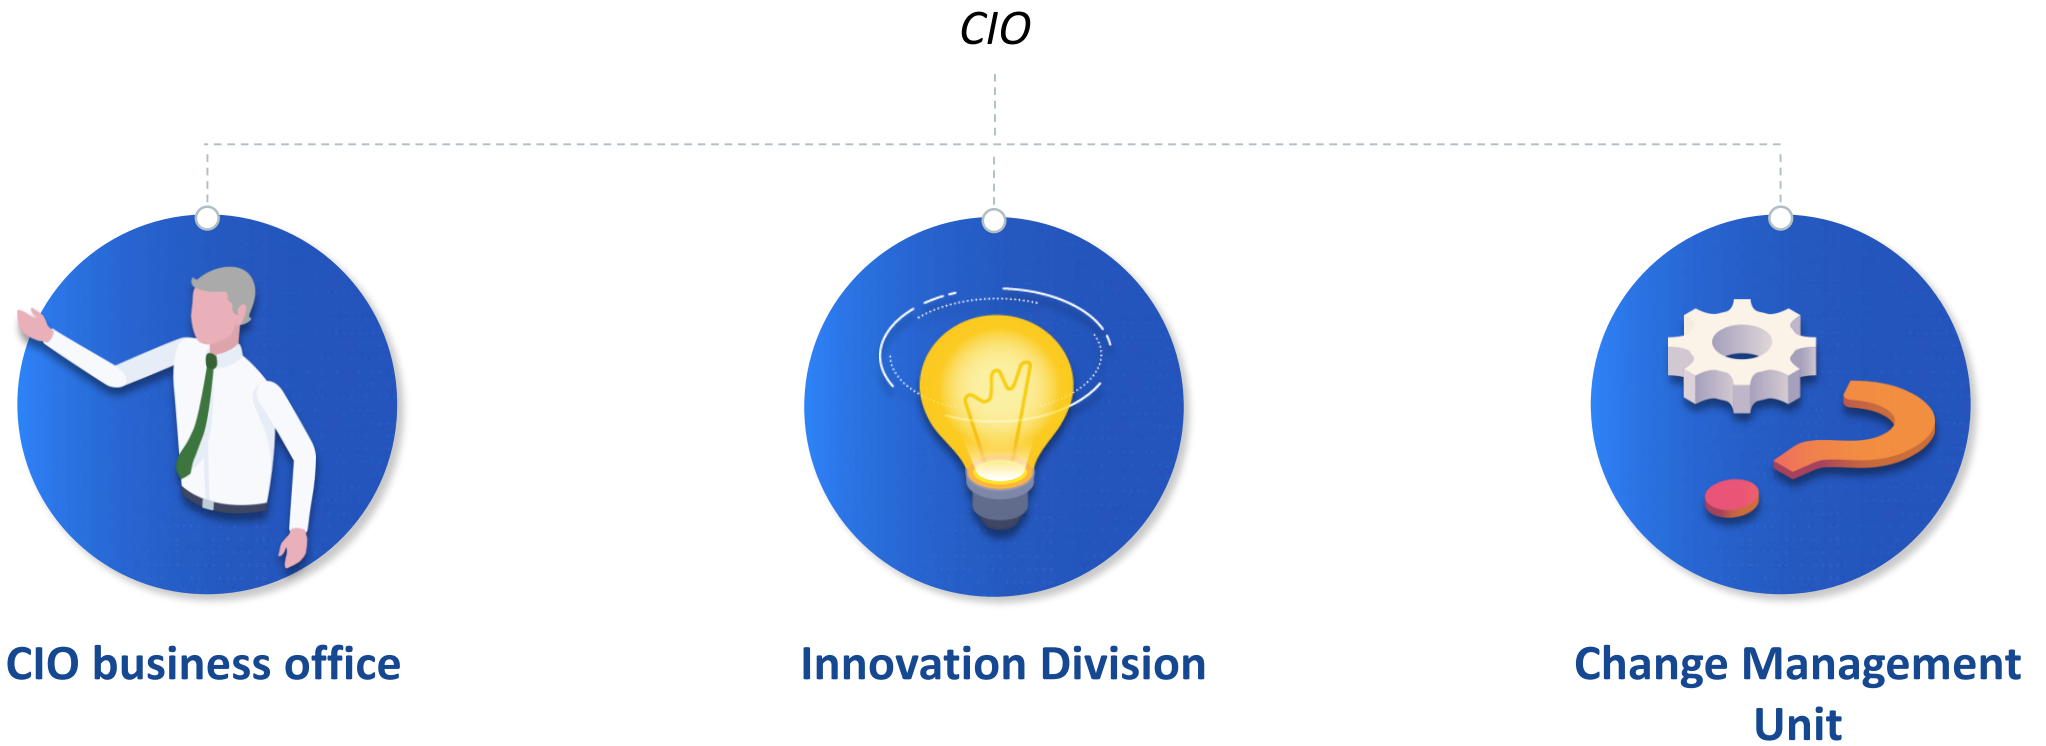 CIO
CIO business office
Innovation Division
Change Management
Unit